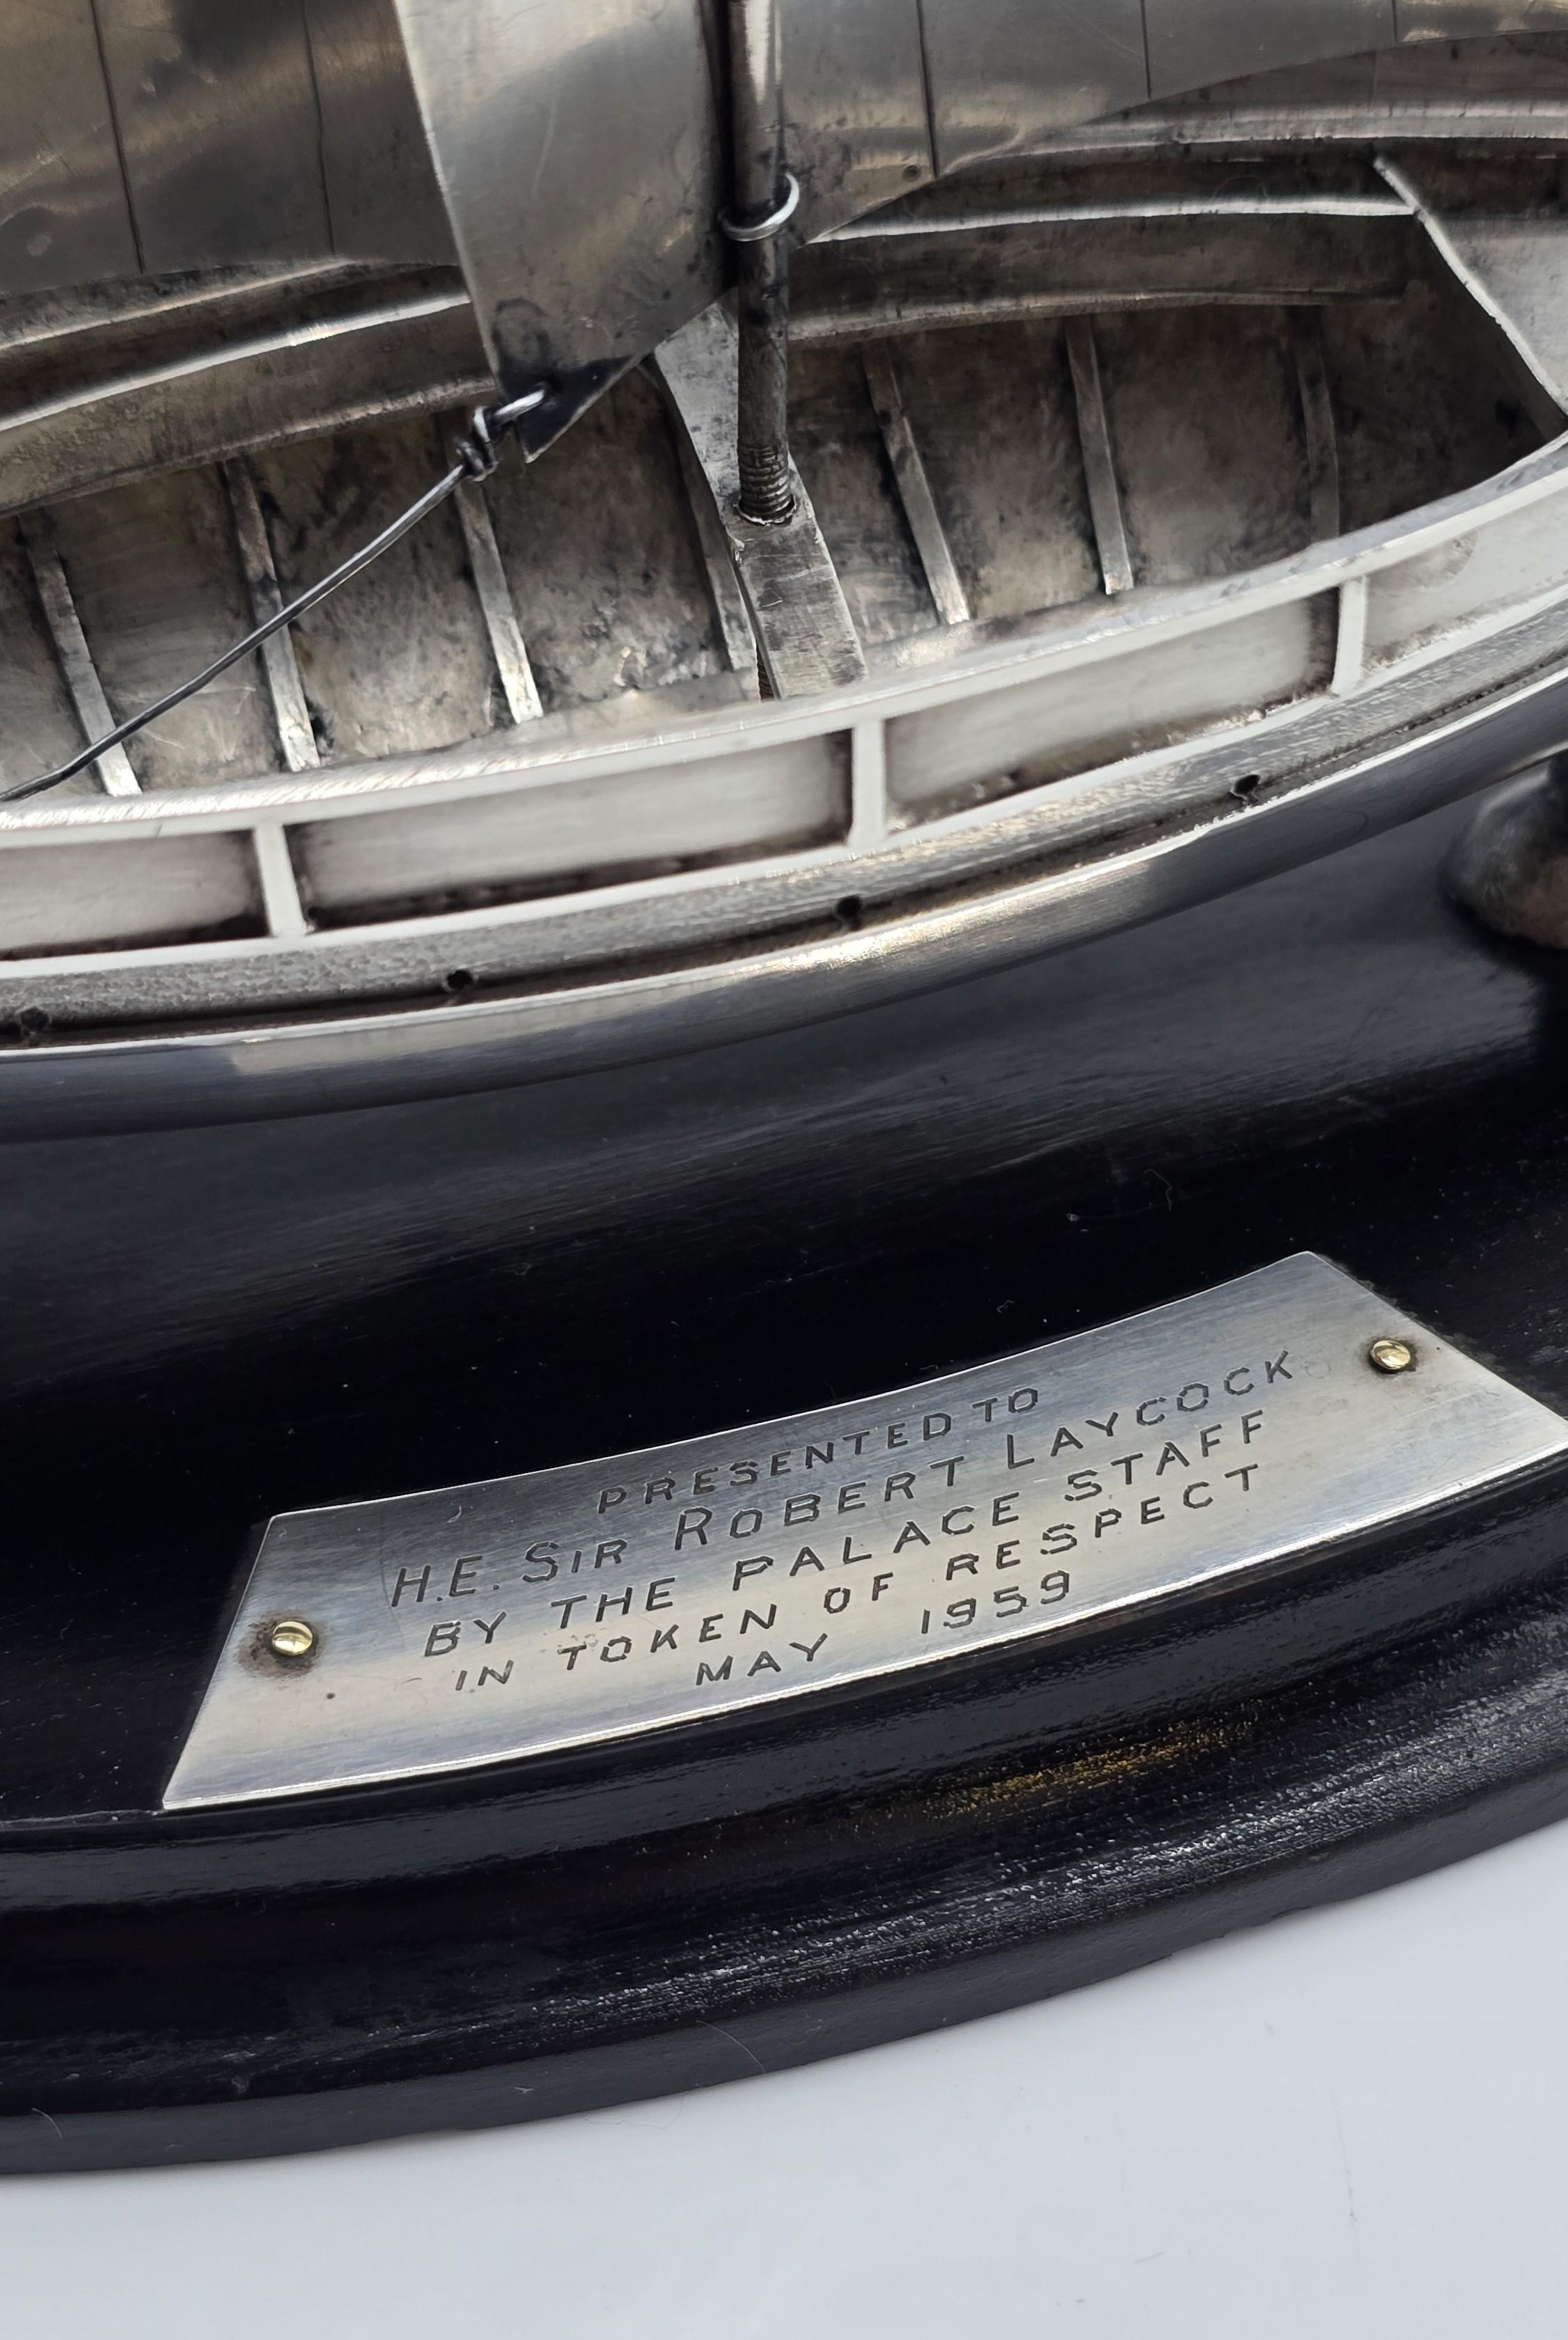 PRESENTED TO
H.E. SIR ROBERT LAYCOCK
BY THE PALACE STAFF
IN TOKEN OF RESPECT
MAY 1959